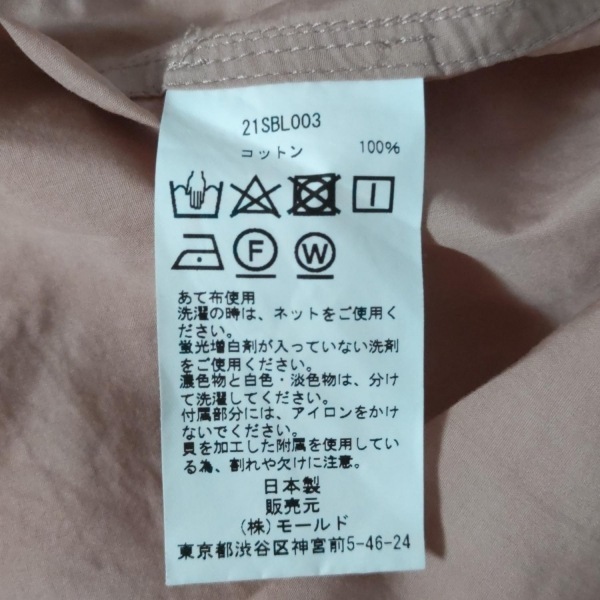 21SBL003
コットン 100%
F W
あて布使用
洗濯の時は、ネットをご使用く
ださい。
蛍光増白剤が入っていない洗剤
をご使用ください。
濃色物と白色・淡色物は、分け
て洗濯してください。
付属部分には、アイロンをかけ
ないでください。
貝を加工した附属を使用してい
る為、割れや欠けに注意。
日本製
販売元
(株)モールド
東京都渋谷区神宮前5-46-24